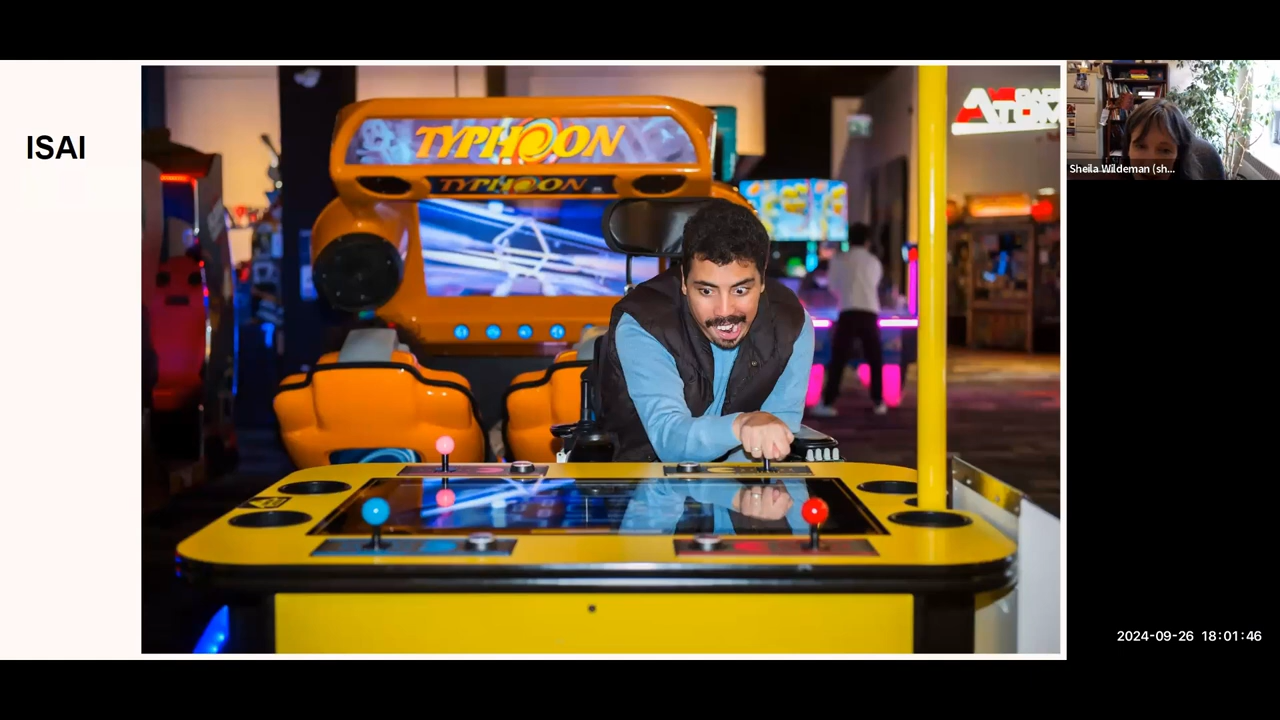 ISAI
TYPHOON
TYPHOON
ATOM
Sheila Wildeman (sh...
2024-09-26 18:01:46